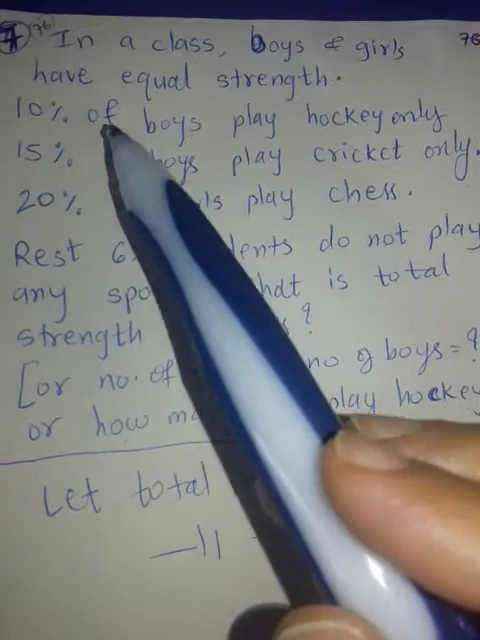 7 76 In a class, boys & girls 76
have equal strength.
10% of boys play hockey only
15% boys play cricket only.
20% ls play chess.
Rest 6 dents do not play
any spo hat is total
strength s?
[or no. of no of boys = ?
or how ma play hockey
Let total
—11